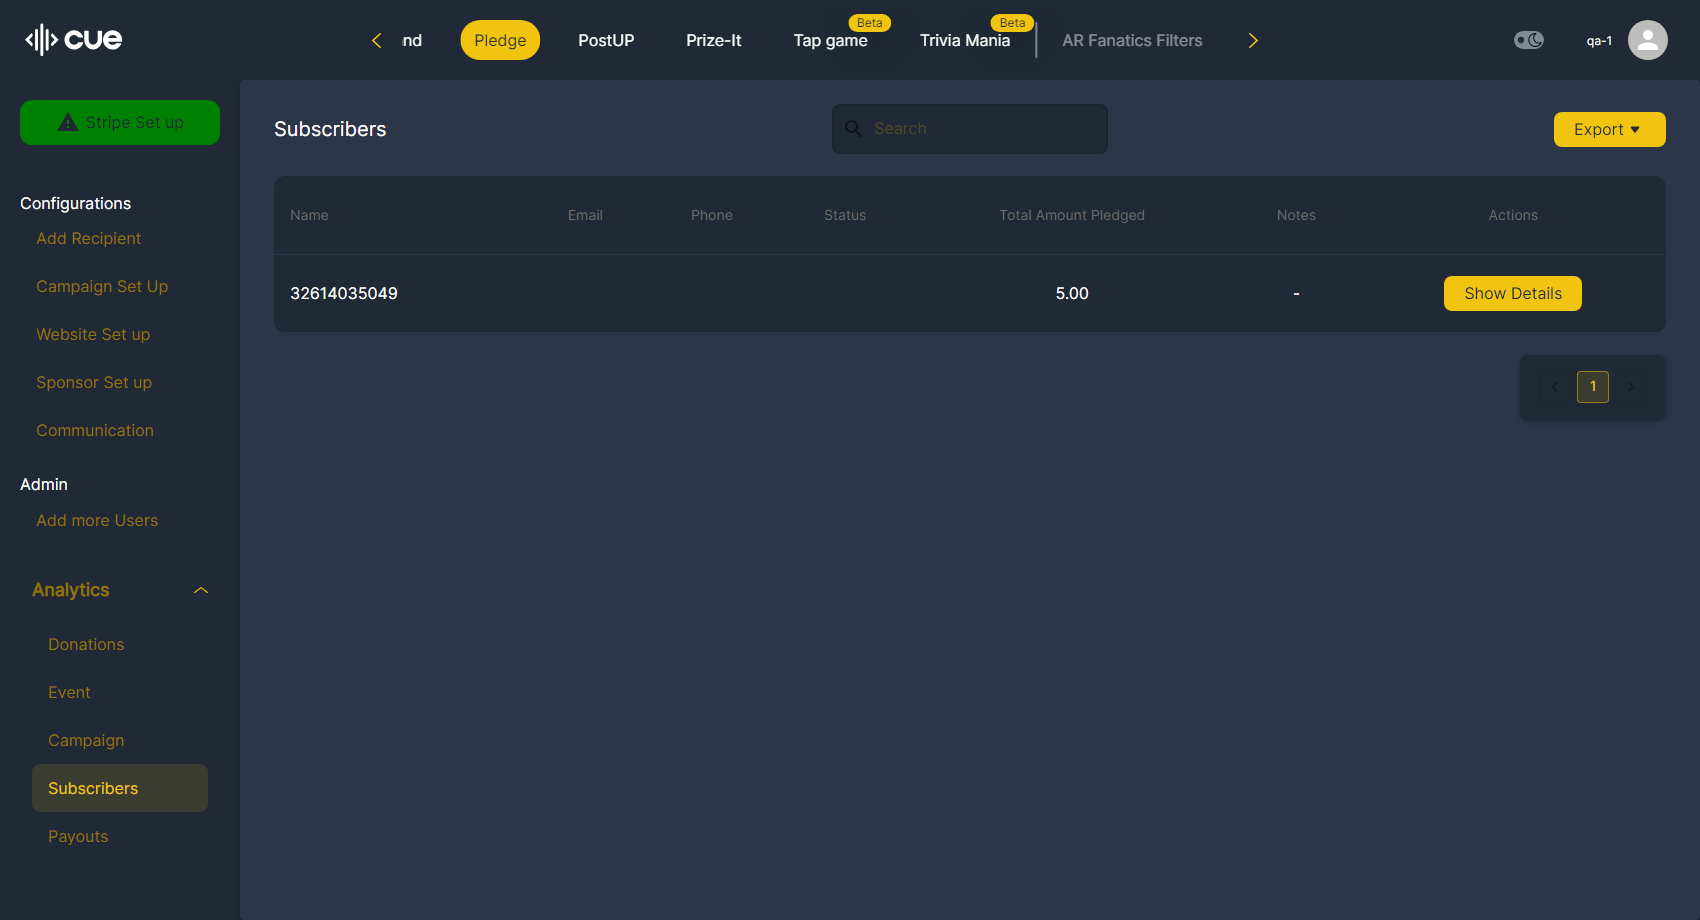 cue
nd
Pledge
PostUP
Prize-It
Tap game
Beta
Trivia Mania
Beta
AR Fanatics Filters
qa-1
Stripe Set up
Configurations
Add Recipient
Campaign Set Up
Website Set up
Sponsor Set up
Communication
Admin
Add more Users
Analytics
Donations
Event
Campaign
Subscribers
Payouts
Subscribers
Search
Export
Name Email Phone Status Total Amount Pledged Notes Actions
32614035049 5.00 - Show Details
1